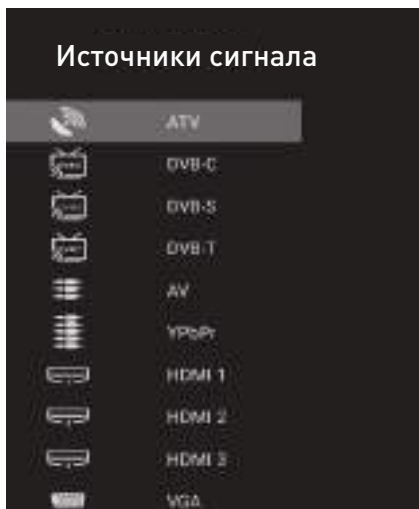 Источники сигнала
ATV
DVB-C
DVB-S
DVB-T
AV
YPbPr
HDMI 1
HDMI 2
HDMI 3
VGA